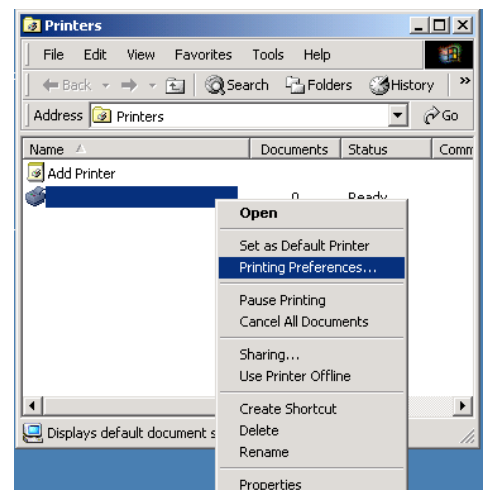 Printers
File Edit View Favorites Tools Help
Back Search Folders History »
Address Printers Go
Name Documents Status Comm
Add Printer
0 Ready
Open
Set as Default Printer
Printing Preferences...
Pause Printing
Cancel All Documents
Sharing...
Use Printer Offline
Create Shortcut
Displays default document s
Delete
Rename
Properties